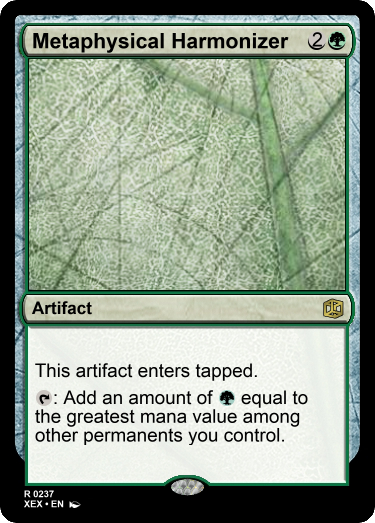 Metaphysical Harmonizer 2
Artifact
This artifact enters tapped.
: Add an amount of equal to
the greatest mana value among
other permanents you control.
R 0237
XEX • EN